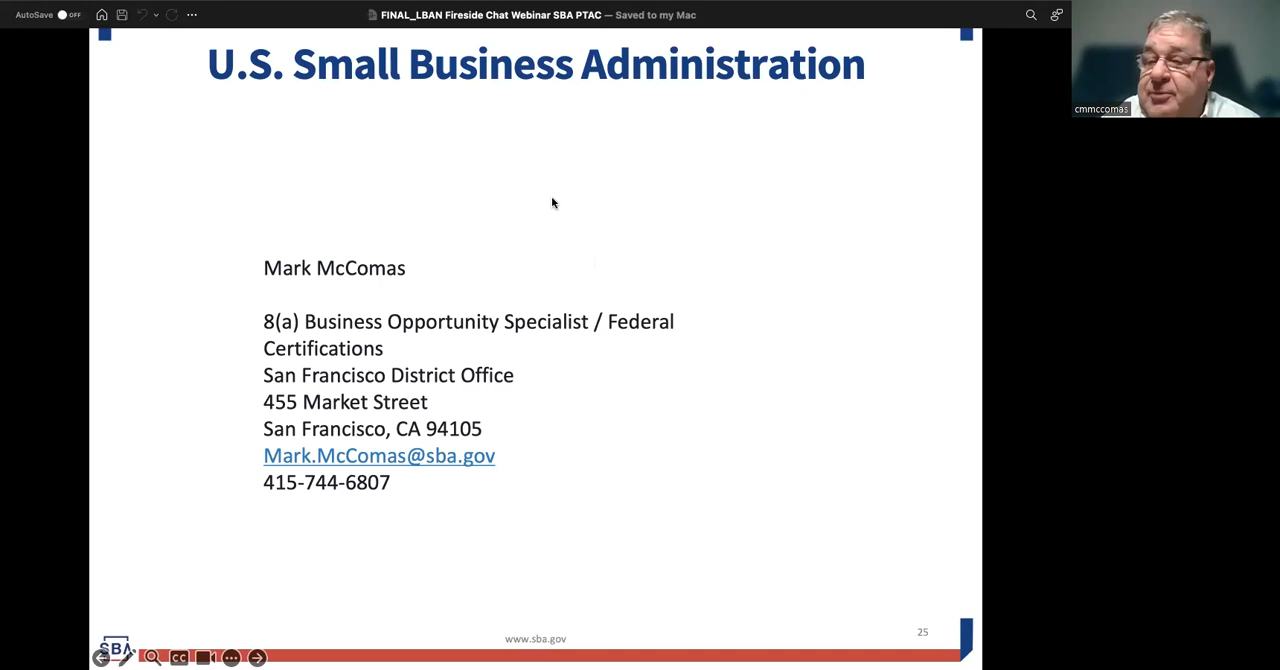 AutoSave OFF
FINAL_LBAN Fireside Chat Webinar SBA PTAC — Saved to my Mac
cmmccomas
U.S. Small Business Administration
Mark McComas
8(a) Business Opportunity Specialist / Federal
Certifications
San Francisco District Office
455 Market Street
San Francisco, CA 94105
Mark.McComas@sba.gov
415-744-6807
www.sba.gov
25
SBA
CC